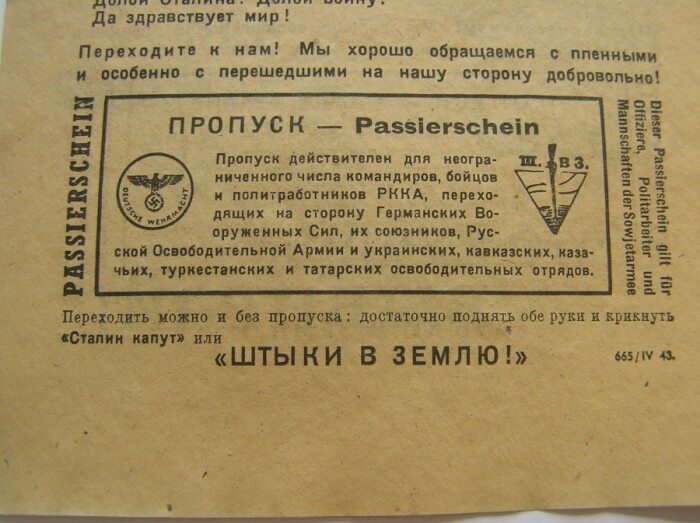 Долой Сталина! Долой войну!
Да здравствует мир!
Переходите к нам! Мы хорошо обращаемся с пленными
и особенно с перешедшими на нашу сторону добровольно!
PASSIERSCHEIN
ПРОПУСК — Passierschein
DEUTSCHE WEHRMACHT
Пропуск действителен для неогра-
ниченного числа командиров, бойцов
и политработников РККА, перехо-
дящих на сторону Германских Во-
оруженных Сил, их союзников, Рус-
ской Освободительной Армии и украинских, кавказских, каза-
чьих, туркестанских и татарских освободительных отрядов.
Ш. В З.
Dieser Passierschein gilt für
Offiziere, Politarbeiter und
Mannschaften der Sowjetarmee
Переходить можно и без пропуска: достаточно поднять обе руки и крикнуть
«Сталин капут» или
«ШТЫКИ В ЗЕМЛЮ!»
665/IV 43.